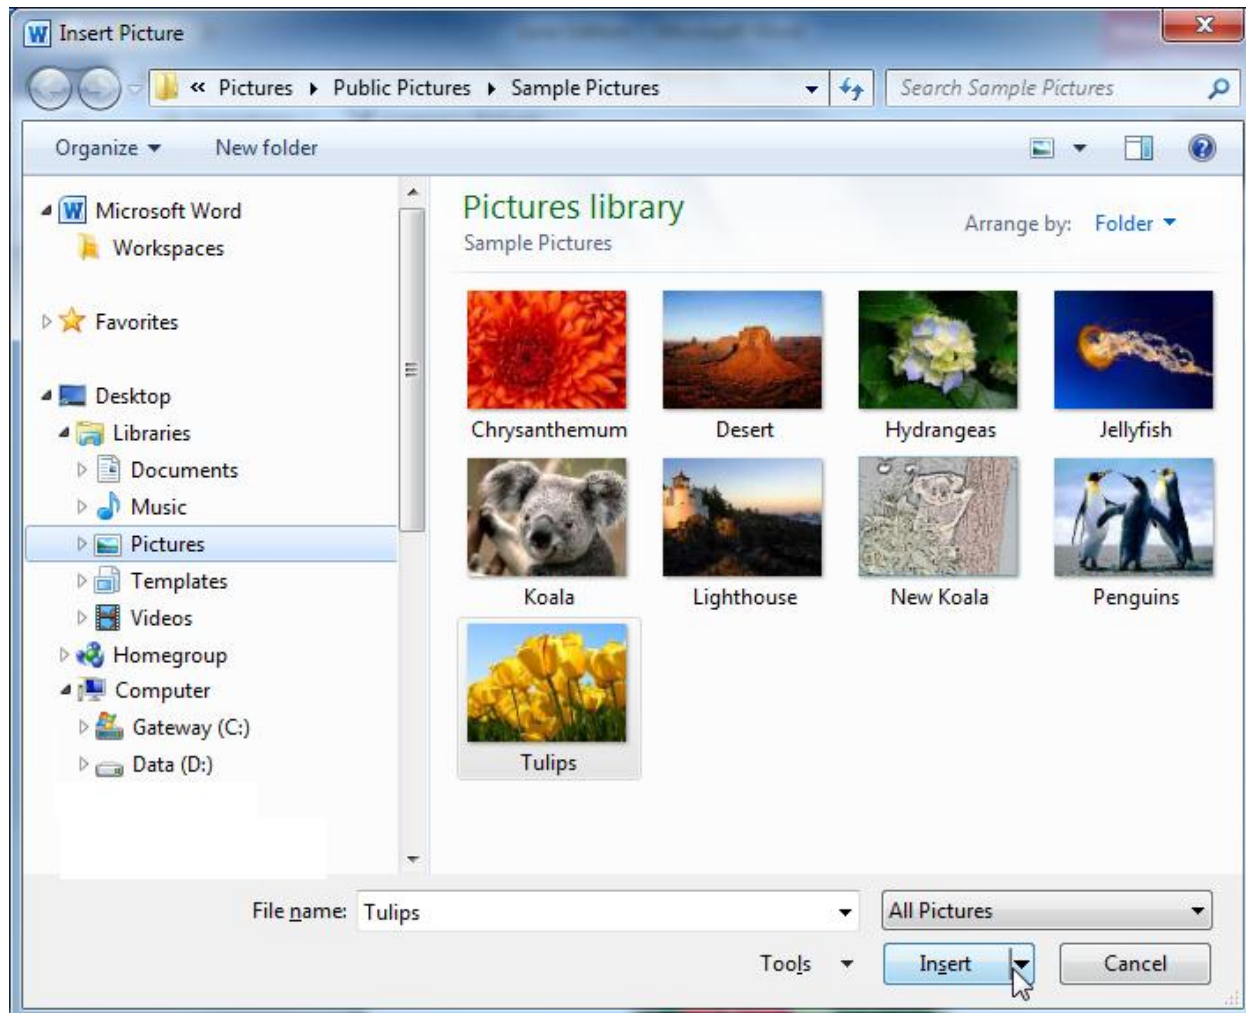 Insert Picture
« Pictures Public Pictures Sample Pictures
Search Sample Pictures
Organize New folder
Microsoft Word
Workspaces
Favorites
Desktop
Libraries
Documents
Music
Pictures
Templates
Videos
Homegroup
Computer
Gateway (C:)
Data (D:)
Pictures library
Sample Pictures
Arrange by: Folder
Chrysanthemum Desert Hydrangeas Jellyfish
Koala Lighthouse New Koala Penguins
Tulips
File name: Tulips All Pictures
Tools Insert Cancel